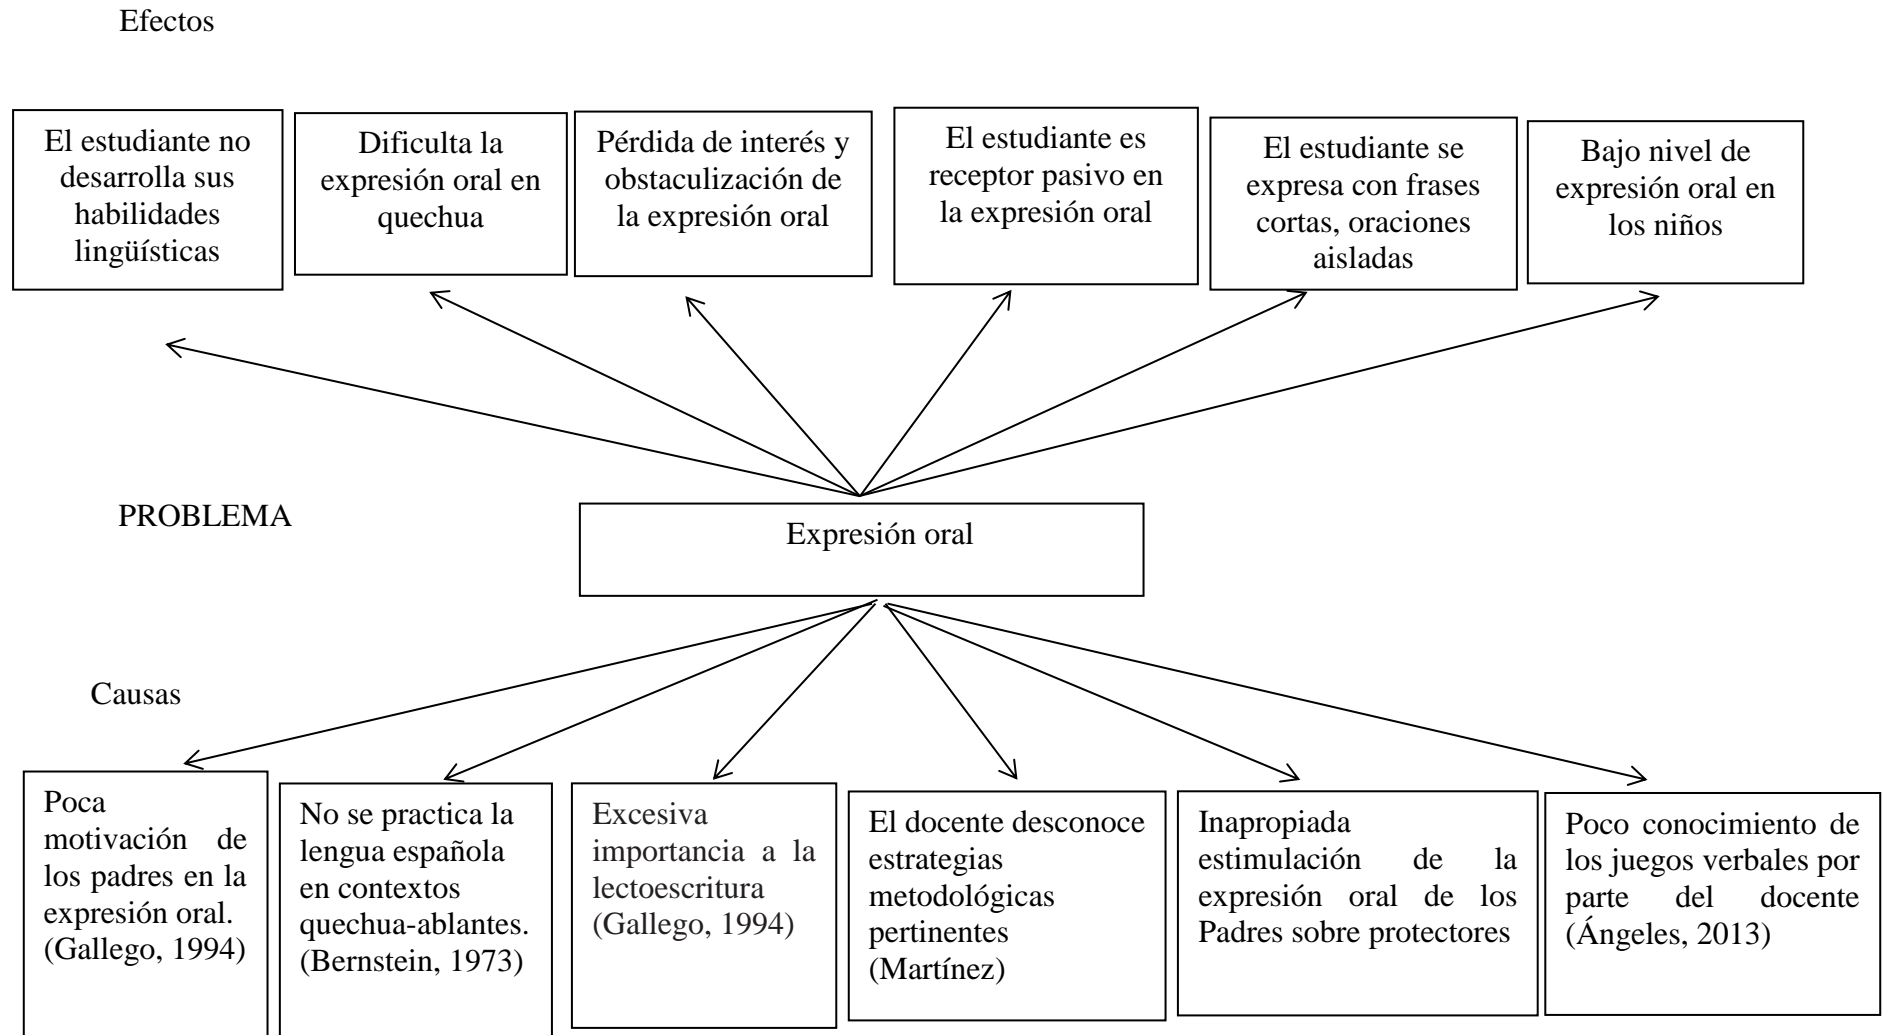 Efectos
El estudiante no
desarrolla sus
habilidades
lingüísticas
Dificulta la
expresión oral en
quechua
Pérdida de interés y
obstaculización de
la expresión oral
El estudiante es
receptor pasivo en
la expresión oral
El estudiante se
expresa con frases
cortas, oraciones
aisladas
Bajo nivel de
expresión oral en
los niños
PROBLEMA
Expresión oral
Causas
Poca
motivación de
los padres en la
expresión oral.
(Gallego, 1994)
No se practica la
lengua española
en contextos
quechua-ablantes.
(Bernstein, 1973)
Excesiva
importancia a la
lectoescritura
(Gallego, 1994)
El docente desconoce
estrategias
metodológicas
pertinentes
(Martínez)
Inapropiada
estimulación de la
expresión oral de los
Padres sobre protectores
Poco conocimiento de
los juegos verbales por
parte del docente
(Ángeles, 2013)